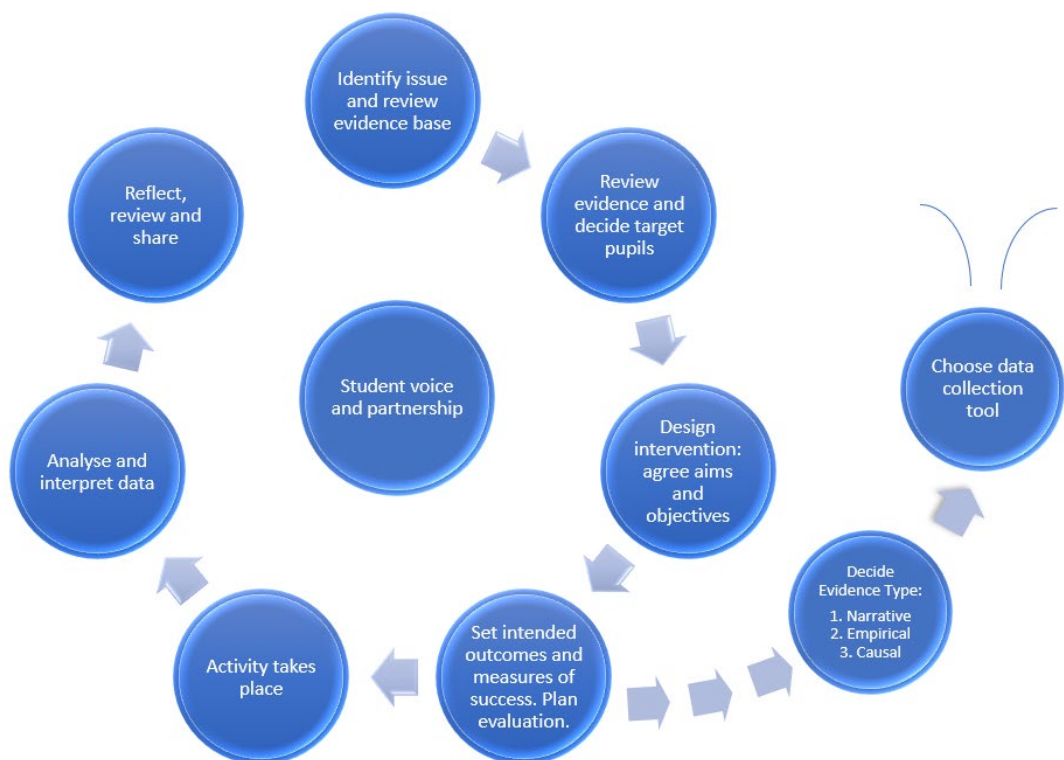 Identify issue
and review
evidence base
Review
evidence and
decide target
pupils
Design
intervention:
agree aims
and
objectives
Set intended
outcomes and
measures of
success. Plan
evaluation.
Activity takes
place
Analyse and
interpret data
Reflect,
review and
share
Student voice
and partnership
Decide
Evidence Type:
1. Narrative
2. Empirical
3. Causal
Choose data
collection
tool